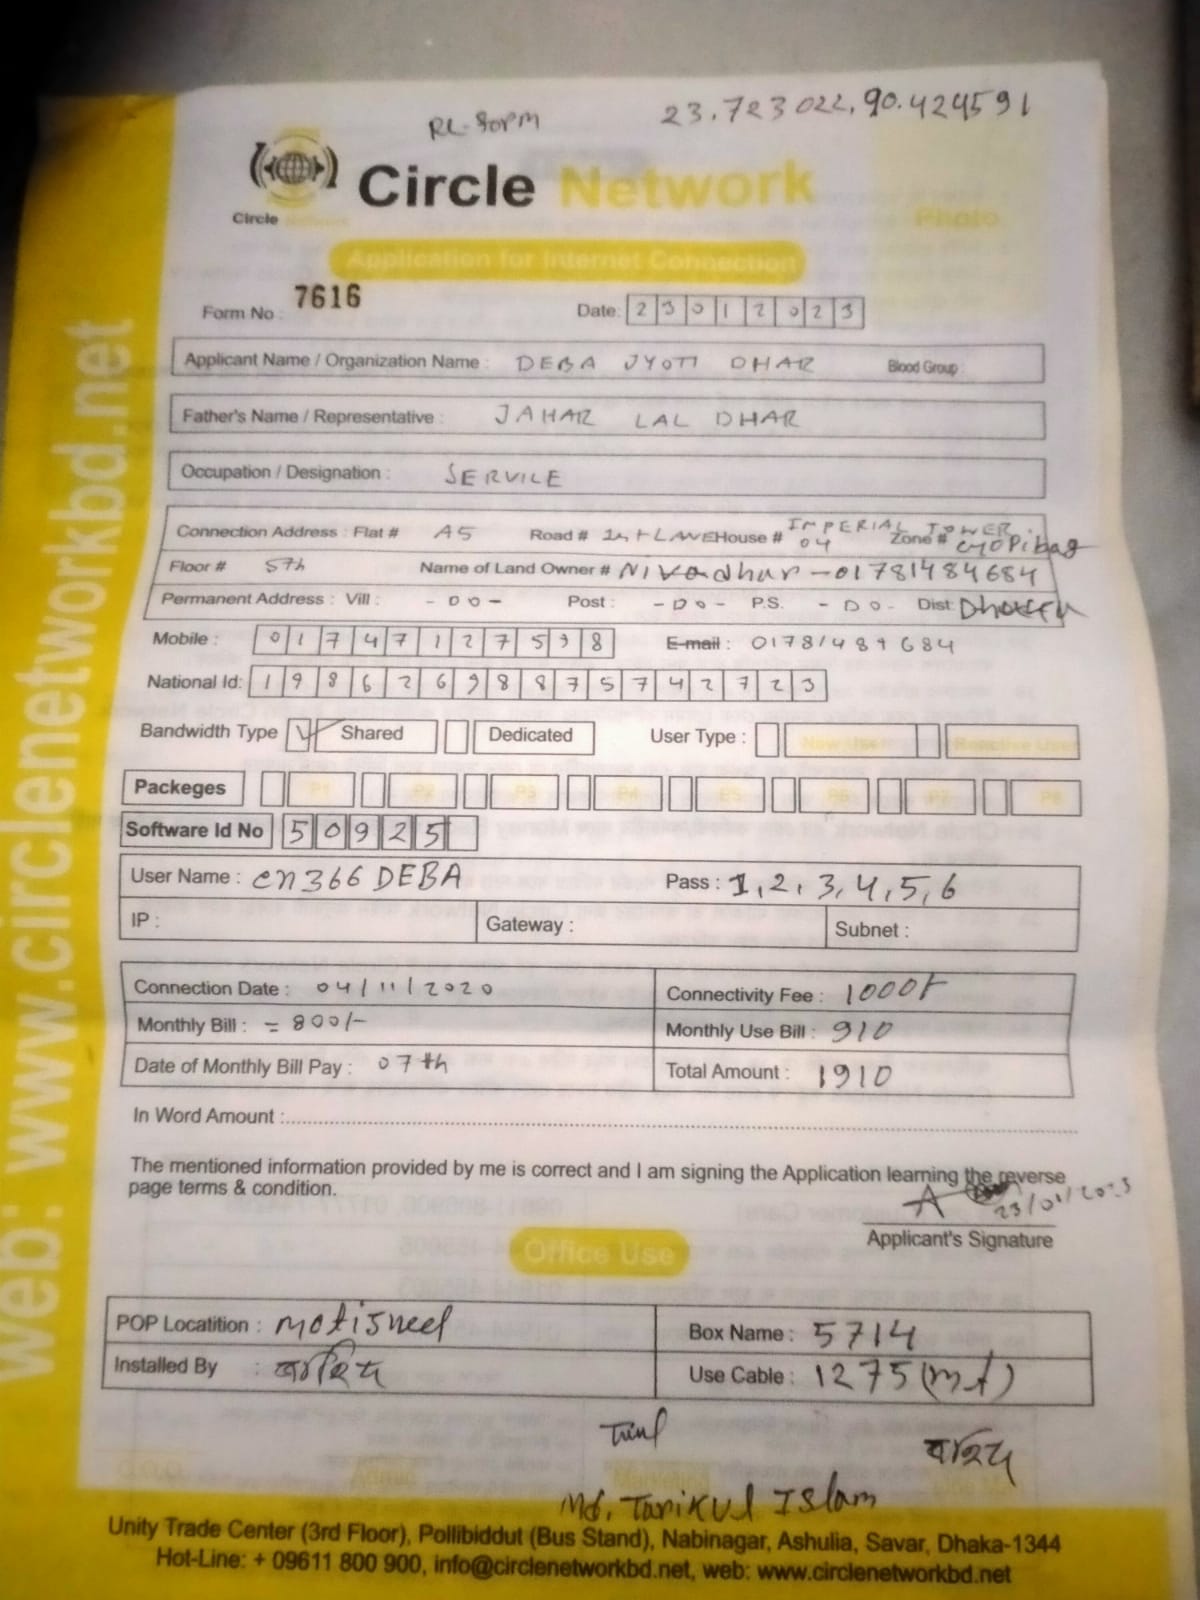 23.723022, 90.424591
Circle Network
Circle Network
Photo
Application for Internet Connection
Form No : 7616 Date: 23012023
Applicant Name / Organization Name : DEBA JYOTI DHAR Blood Group :
Father's Name / Representative : JAHAR LAL DHAR
Occupation / Designation : SERVICE
Connection Address : Flat # A5 Road # 1st LANE House # IMPERIAL TOWER 04 Zone # gopibag
Floor # 5th Name of Land Owner # Nivadhar - 01781484684
Permanent Address : Vill : - DO - Post : - DO - P.S. - DO - Dist: Dhaka
Mobile : 01747127598 E-mail : 01781489684
National Id: 19862698875742723
Bandwidth Type Shared Dedicated User Type : New User Reactive User
Packeges P1 P2 P3 P4 P5 P6 P7 P8
Software Id No 50925
User Name : cn366 DEBA Pass : 1,2,3,4,5,6
IP : Gateway : Subnet :
Connection Date : 04/11/2020 Connectivity Fee : 1000/-
Monthly Bill : = 800/- Monthly Use Bill : 910
Date of Monthly Bill Pay : 07th Total Amount : 1910
In Word Amount :
The mentioned information provided by me is correct and I am signing the Application learning the reverse
page terms & condition.
23/01/2023
Applicant's Signature
Office Use
POP Locatition : motisheel Box Name : 5714
Installed By : Use Cable : 1275 (mt)
Md. Tarikul Islam
Unity Trade Center (3rd Floor), Pollibiddut (Bus Stand), Nabinagar, Ashulia, Savar, Dhaka-1344
Hot-Line: + 09611 800 900, info@circlenetworkbd.net, web: www.circlenetworkbd.net
web: www.circlenetworkbd.net